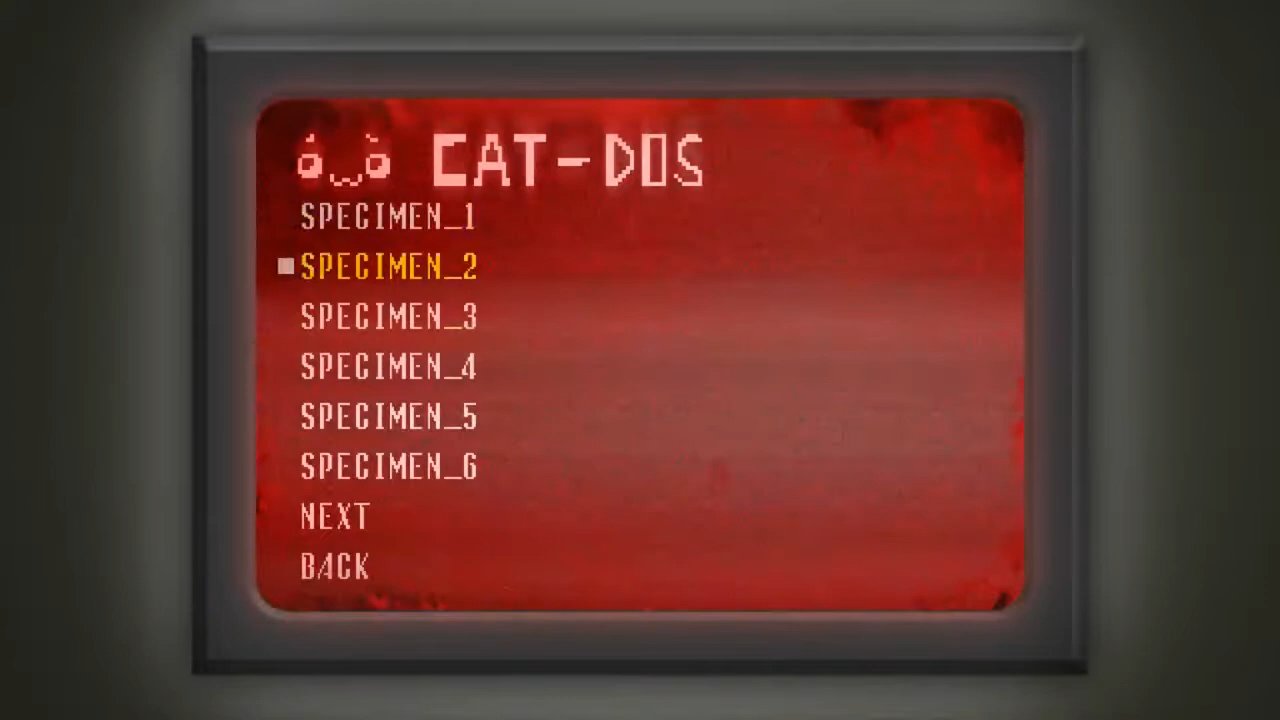 CAT-DOS
SPECIMEN_1
SPECIMEN_2
SPECIMEN_3
SPECIMEN_4
SPECIMEN_5
SPECIMEN_6
NEXT
BACK